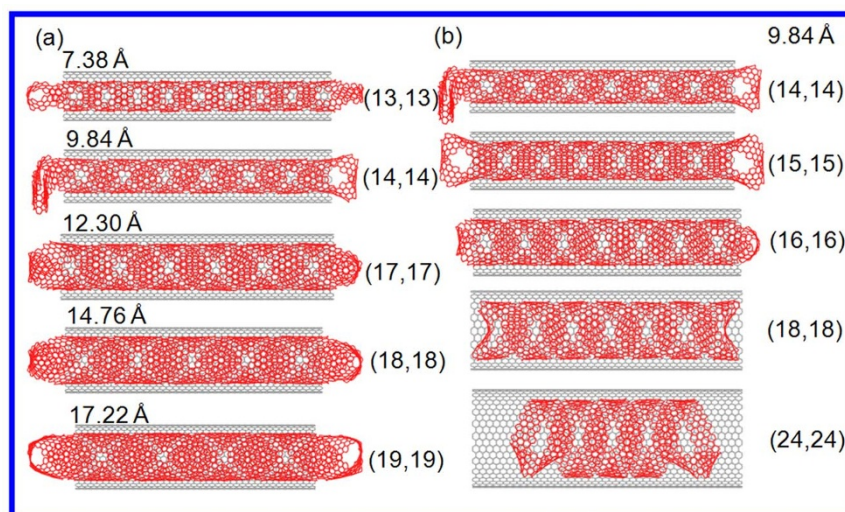 (a)
7.38 Å
(13,13)
9.84 Å
(14,14)
12.30 Å
(17,17)
14.76 Å
(18,18)
17.22 Å
(19,19)
(b)
9.84 Å
(14,14)
(15,15)
(16,16)
(18,18)
(24,24)